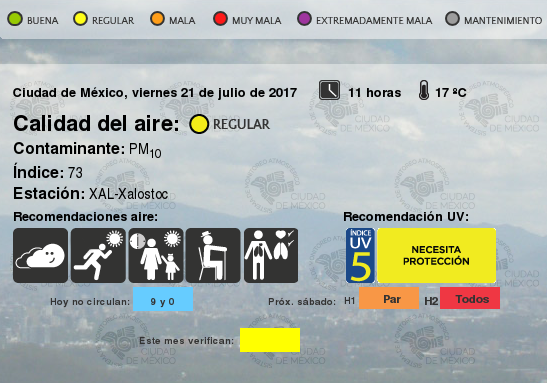 BUENA REGULAR MALA MUY MALA EXTREMADAMENTE MALA MANTENIMIENTO
Ciudad de México, viernes 21 de julio de 2017 11 horas 17 ºC
Calidad del aire: REGULAR
Contaminante: PM10
Índice: 73
Estación: XAL-Xalostoc
Recomendaciones aire: Recomendación UV:
ÍNDICE
UV
5
NECESITA
PROTECCIÓN
Hoy no circulan: 9 y 0 Próx. sábado: H1 Par H2 Todos
Este mes verifican:
CIUDAD
DE MÉXICO